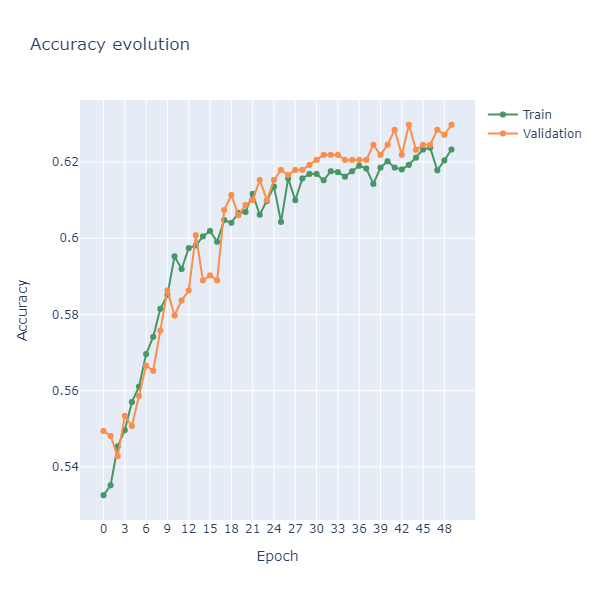 Accuracy evolution
Train
Validation
0.62
0.6
0.58
0.56
0.54
Accuracy
0 3 6 9 12 15 18 21 24 27 30 33 36 39 42 45 48
Epoch